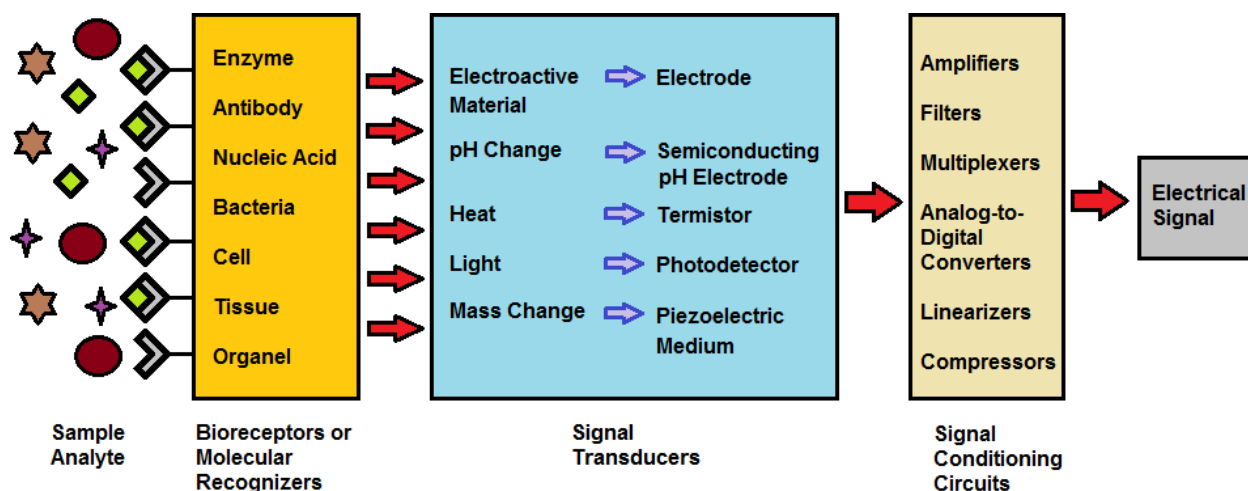 Enzyme
Antibody
Nucleic Acid
Bacteria
Cell
Tissue
Organel
Electroactive
Material
Electrode
pH Change
Semiconducting
pH Electrode
Heat
Termistor
Light
Photodetector
Mass Change
Piezoelectric
Medium
Amplifiers
Filters
Multiplexers
Analog-to-
Digital
Converters
Linearizers
Compressors
Electrical
Signal
Sample
Analyte
Bioreceptors or
Molecular
Recognizers
Signal
Transducers
Signal
Conditioning
Circuits